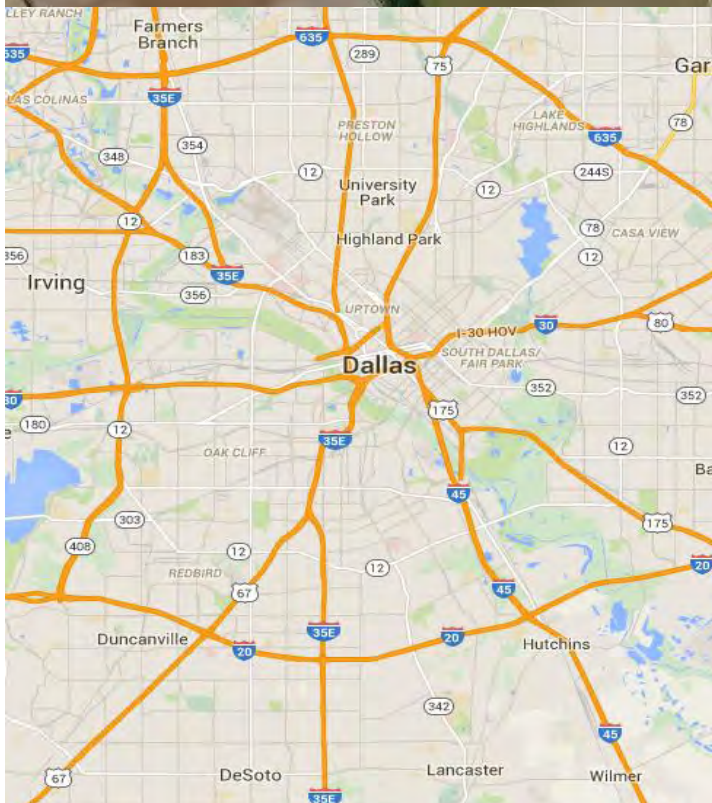 LLEY RANCH
Farmers
Branch
635
289
75
635
Gar
LAS COLINAS
35E
LAKE
HIGHLANDS
78
PRESTON
HOLLOW
354
635
348
12
244S
University
Park
12
12
78
CASA VIEW
Highland Park
183
12
356
35E
Irving
356
UPTOWN
I-30 HOV
30
80
SOUTH DALLAS/
FAIR PARK
Dallas
352
352
30
175
180
12
35E
12
OAK CLIFF
Ba
45
303
175
408
12
20
12
REDBIRD
67
45
35E
20
Duncanville
20
Hutchins
342
45
67
DeSoto
Lancaster
Wilmer
35E